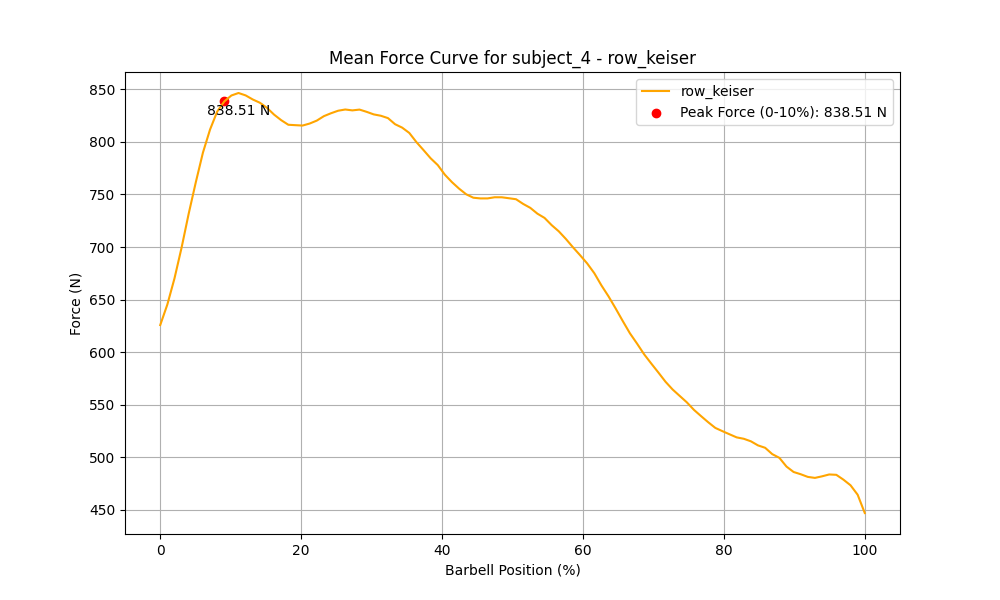 Mean Force Curve for subject_4 - row_keiser
row_keiser
Peak Force (0-10%): 838.51 N
838.51 N
850
800
750
700
650
600
550
500
450
Force (N)
0 20 40 60 80 100
Barbell Position (%)